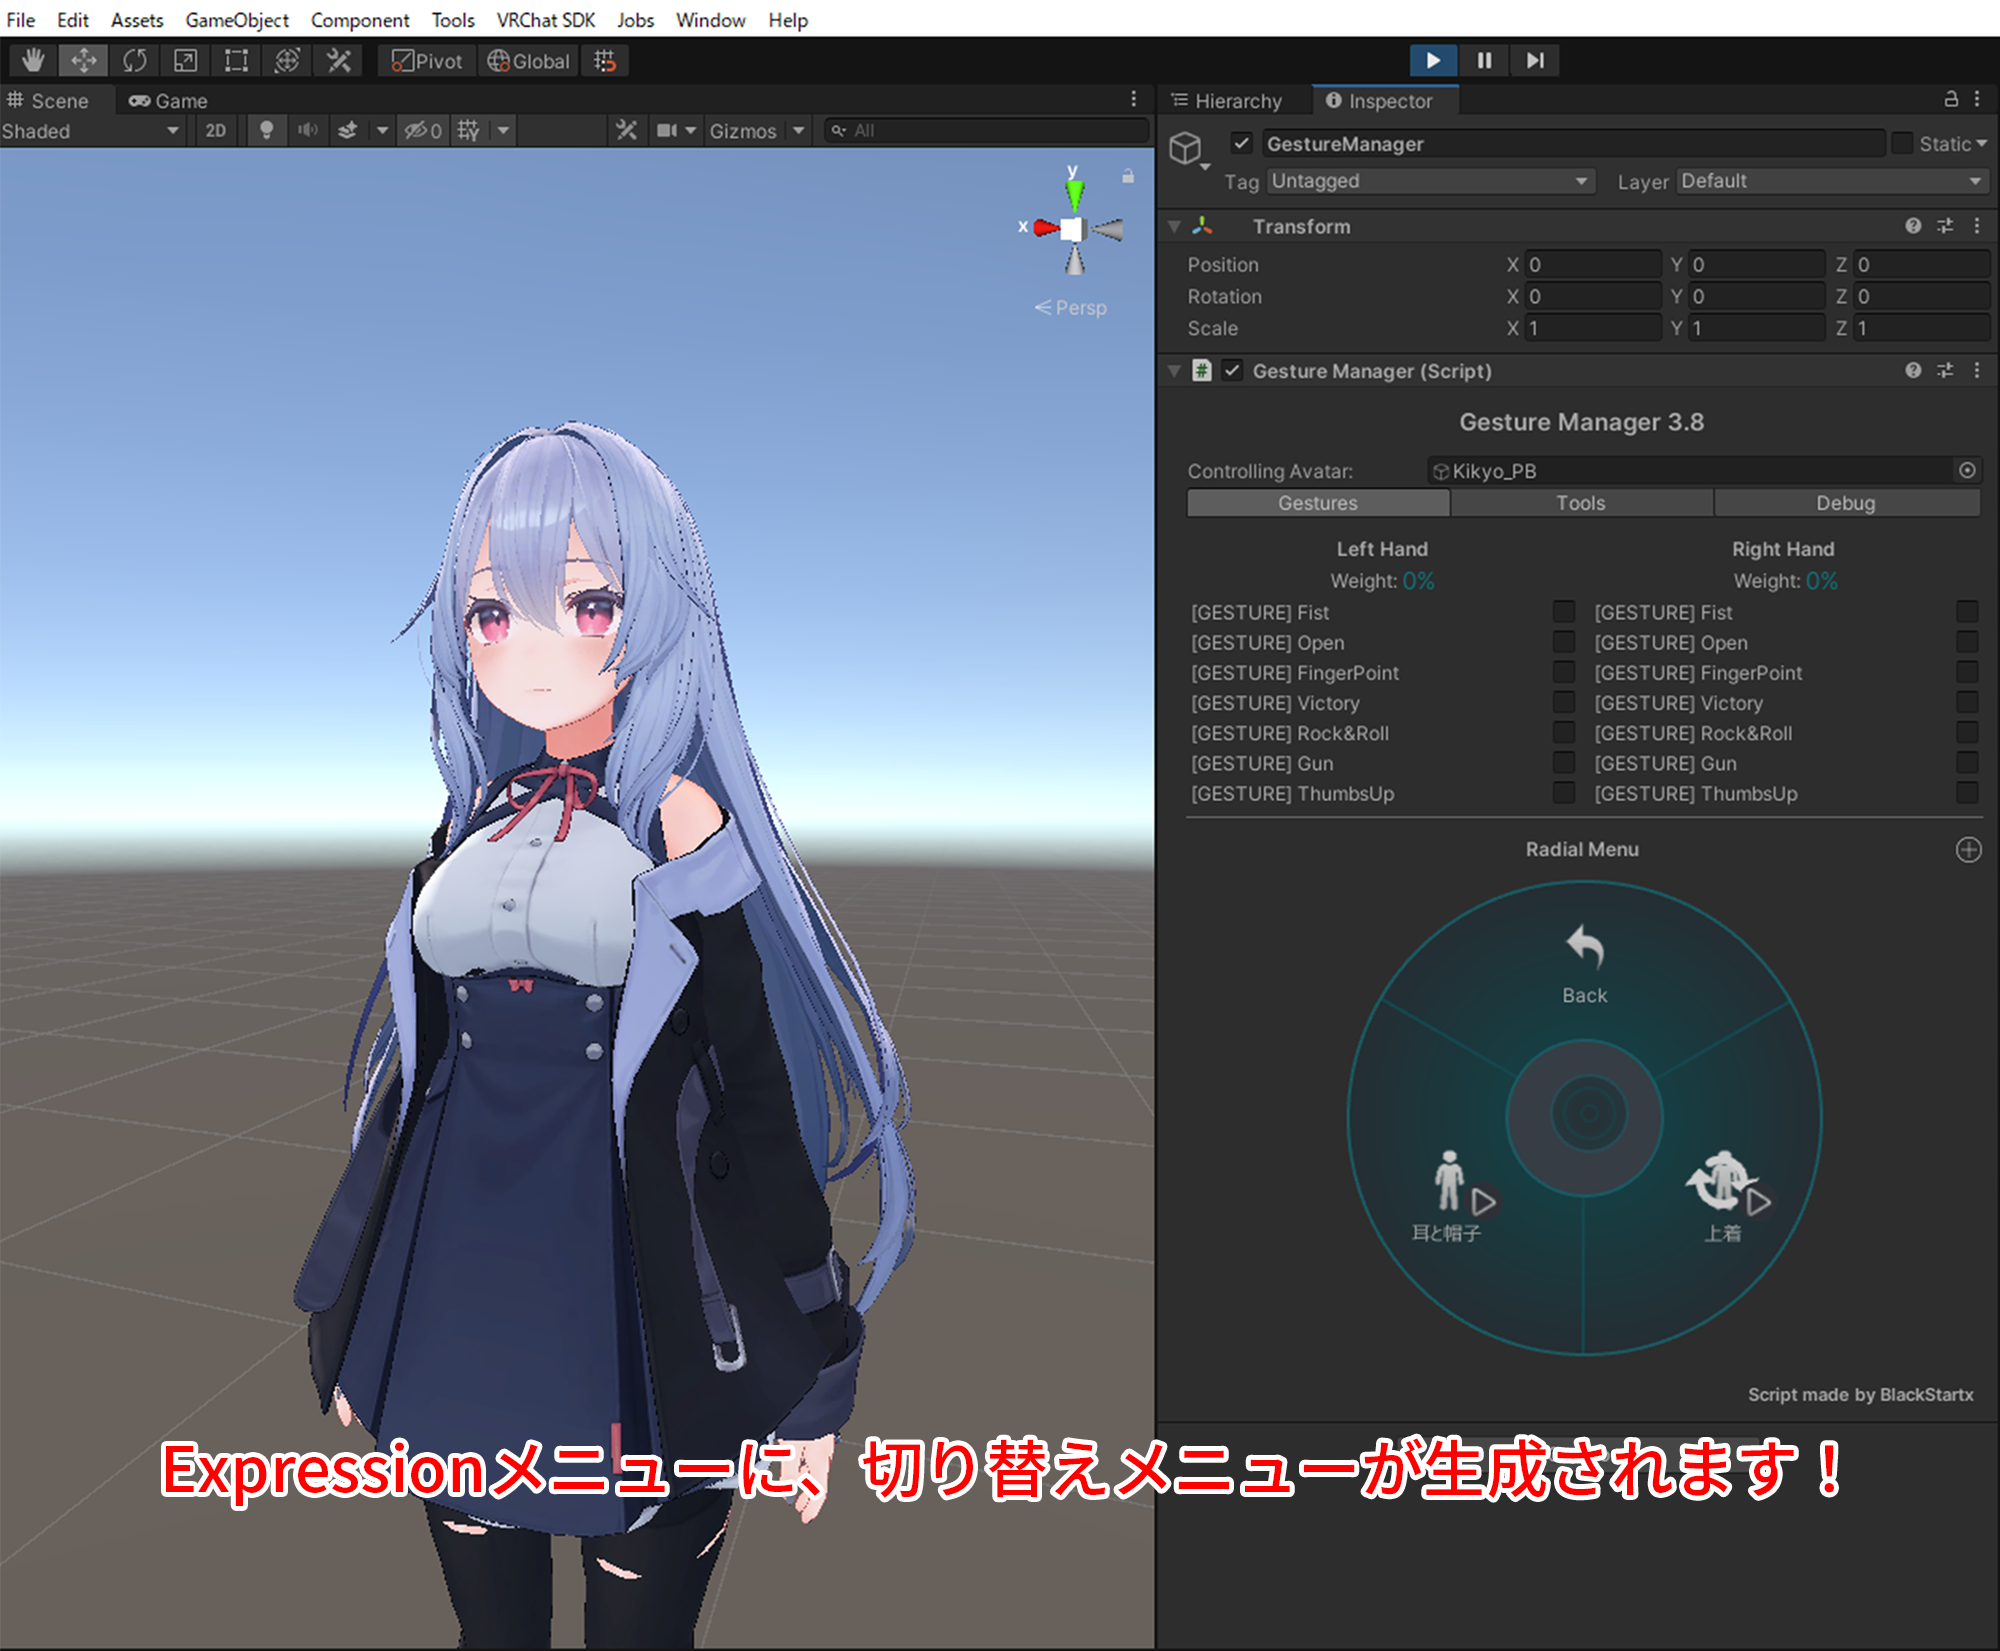 File Edit Assets GameObject Component Tools VRChat SDK Jobs Window Help
Pivot Global
Scene Game
Hierarchy Inspector
Shaded 2D 0 Gizmos All
GestureManager Static
Tag Untagged Layer Default
y
x
Persp
Transform
Position X 0 Y 0 Z 0
Rotation X 0 Y 0 Z 0
Scale X 1 Y 1 Z 1
# Gesture Manager (Script)
Gesture Manager 3.8
Controlling Avatar: Kikyo_PB
Gestures Tools Debug
Left Hand Right Hand
Weight: 0% Weight: 0%
[GESTURE] Fist [GESTURE] Fist
[GESTURE] Open [GESTURE] Open
[GESTURE] FingerPoint [GESTURE] FingerPoint
[GESTURE] Victory [GESTURE] Victory
[GESTURE] Rock&Roll [GESTURE] Rock&Roll
[GESTURE] Gun [GESTURE] Gun
[GESTURE] ThumbsUp [GESTURE] ThumbsUp
Radial Menu
Back
耳と帽子 上着
Script made by BlackStartx
Expressionメニューに、切り替えメニューが生成されます！